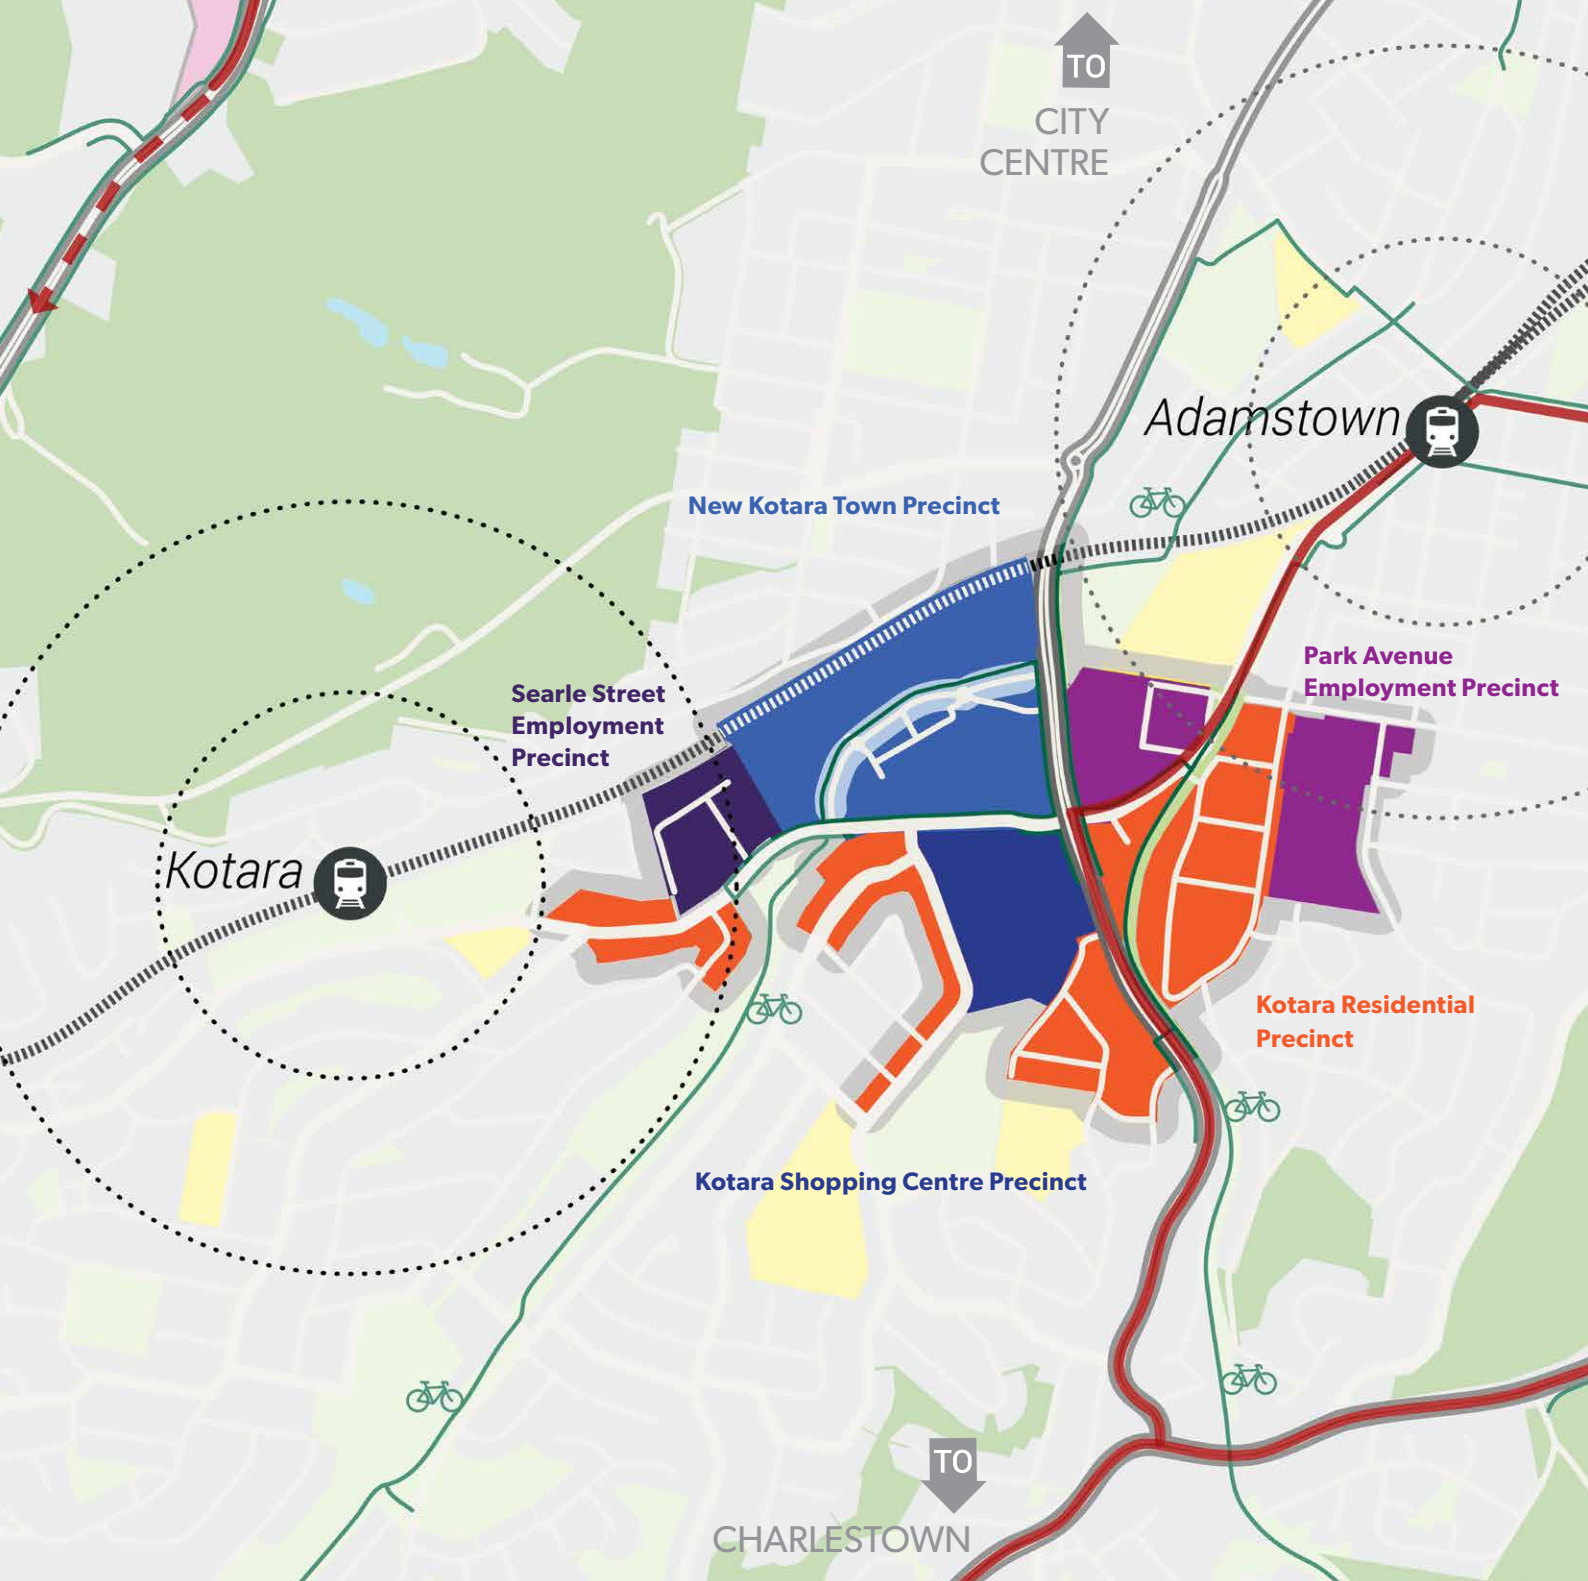 TO
CITY
CENTRE
Adamstown
New Kotara Town Precinct
Park Avenue
Employment Precinct
Searle Street
Employment
Precinct
Kotara
Kotara Residential
Precinct
Kotara Shopping Centre Precinct
TO
CHARLESTOWN